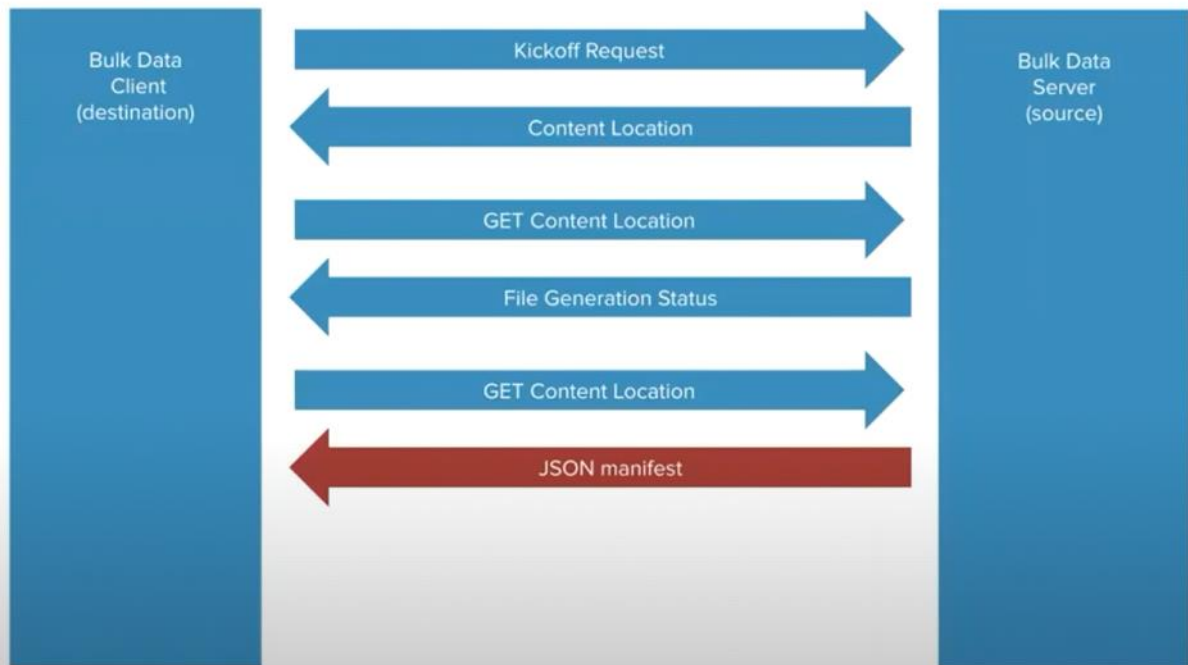 Bulk Data
Client
(destination)
Kickoff Request
Content Location
GET Content Location
File Generation Status
GET Content Location
JSON manifest
Bulk Data
Server
(source)